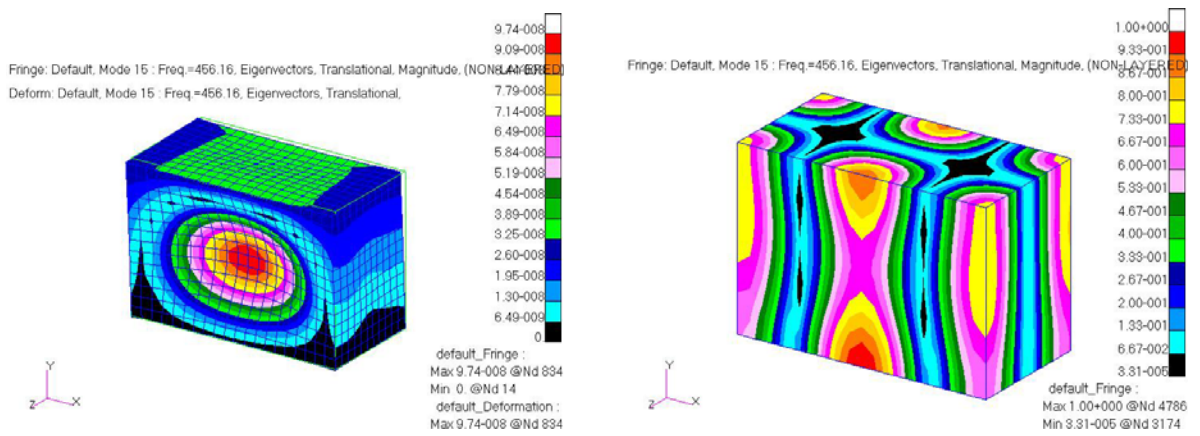 9.74-008
9.09-008
Fringe: Default, Mode 15 : Freq.=456.16, Eigenvectors, Translational, Magnitude, (NON-LAYERED)
7.79-008
Deform: Default, Mode 15 : Freq.=456.16, Eigenvectors, Translational,
7.14-008
6.49-008
5.84-008
5.19-008
4.54-008
3.89-008
3.25-008
2.60-008
1.95-008
1.30-008
6.49-009
0.
default_Fringe :
Max 9.74-008 @Nd 834
Min 0. @Nd 14
default_Deformation :
Max 9.74-008 @Nd 834
Y
Z
X
1.00+000
9.33-001
Fringe: Default, Mode 15 : Freq.=456.16, Eigenvectors, Translational, Magnitude, (NON-LAYERED)
8.67-001
8.00-001
7.33-001
6.67-001
6.00-001
5.33-001
4.67-001
4.00-001
3.33-001
2.67-001
2.00-001
1.33-001
6.67-002
3.31-005
default_Fringe :
Max 1.00+000 @Nd 4786
Min 3.31-005 @Nd 3174
Y
Z
X